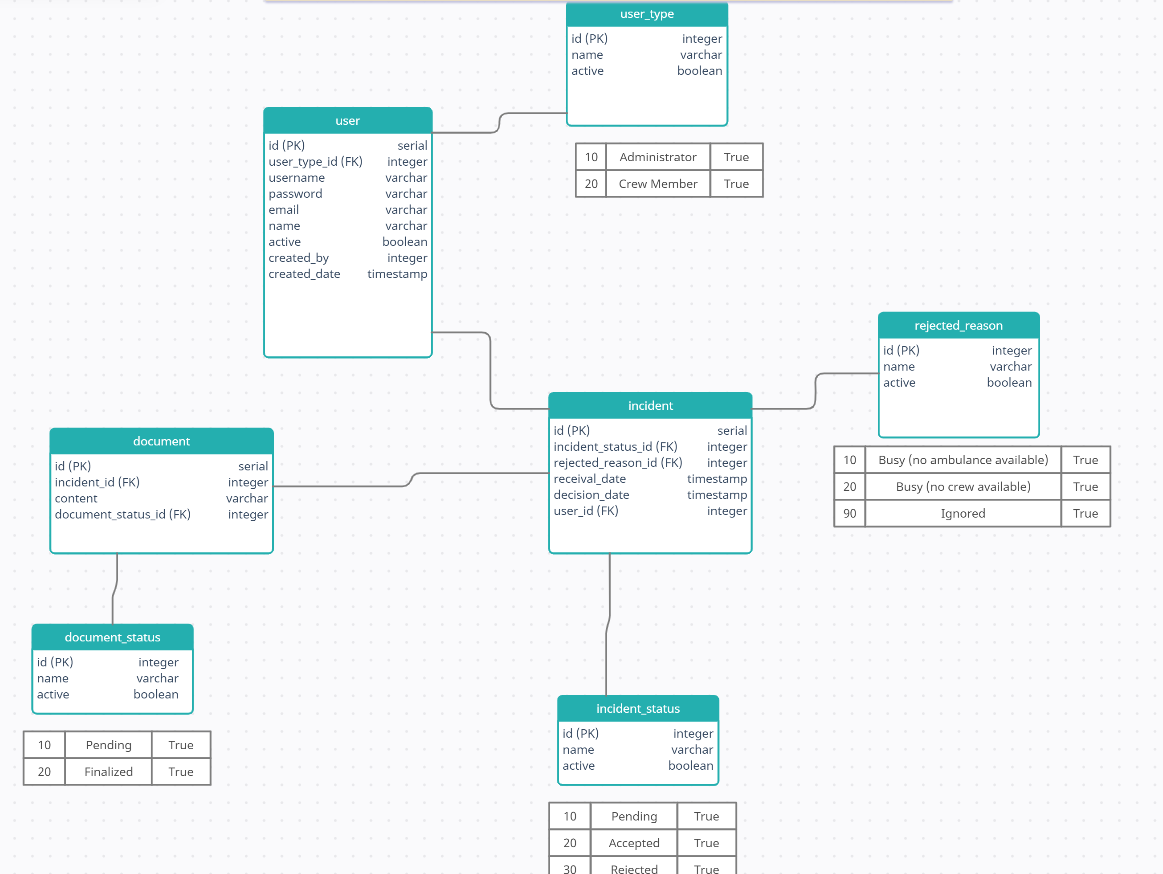 user_type
id (PK) integer
name varchar
active boolean
10 Administrator True
20 Crew Member True
user
id (PK) serial
user_type_id (FK) integer
username varchar
password varchar
email varchar
name varchar
active boolean
created_by integer
created_date timestamp
rejected_reason
id (PK) integer
name varchar
active boolean
10 Busy (no ambulance available) True
20 Busy (no crew available) True
90 Ignored True
incident
id (PK) serial
incident_status_id (FK) integer
rejected_reason_id (FK) integer
receival_date timestamp
decision_date timestamp
user_id (FK) integer
document
id (PK) serial
incident_id (FK) integer
content varchar
document_status_id (FK) integer
document_status
id (PK) integer
name varchar
active boolean
10 Pending True
20 Finalized True
incident_status
id (PK) integer
name varchar
active boolean
10 Pending True
20 Accepted True
30 Rejected True